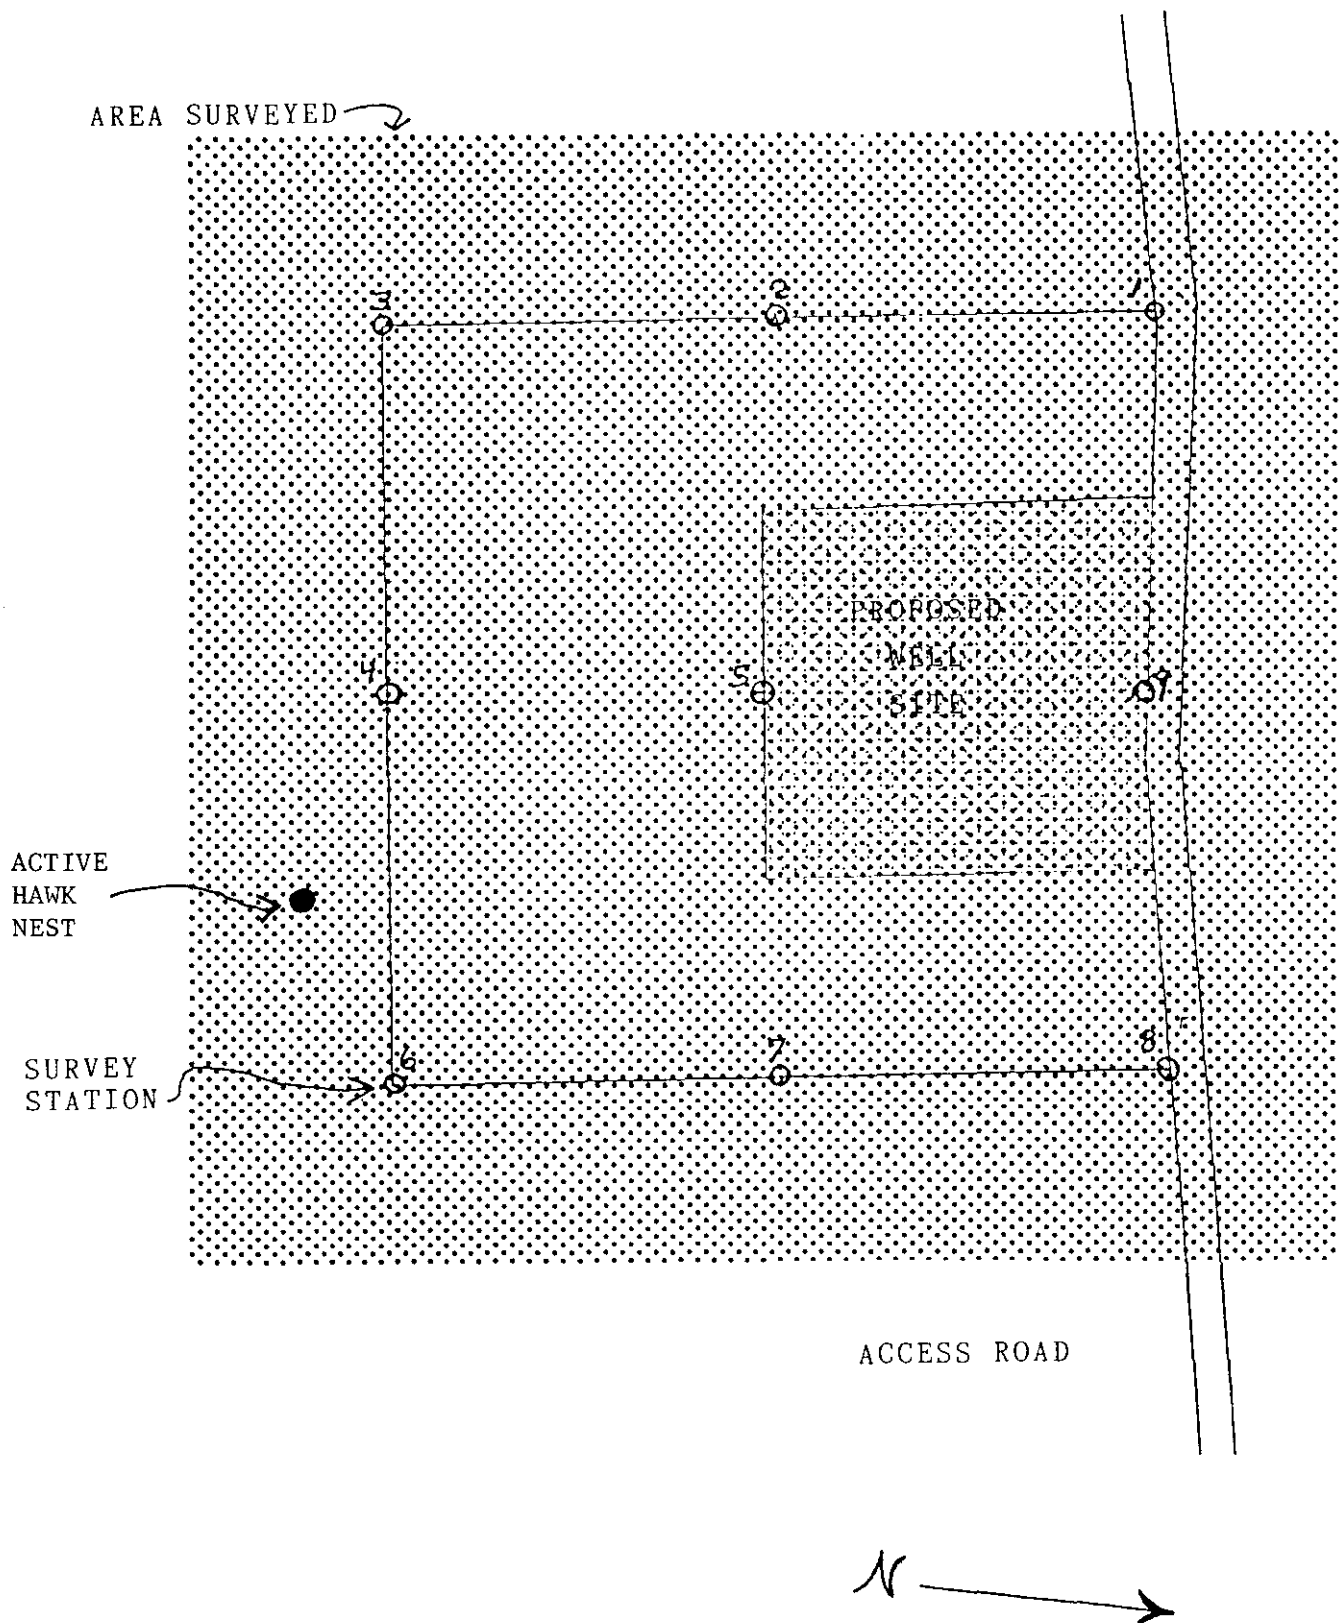 AREA SURVEYED
3
2
1
PROPOSED
WELL
SITE
4
5
9
ACTIVE
HAWK
NEST
6
7
8
SURVEY
STATION
ACCESS ROAD
N